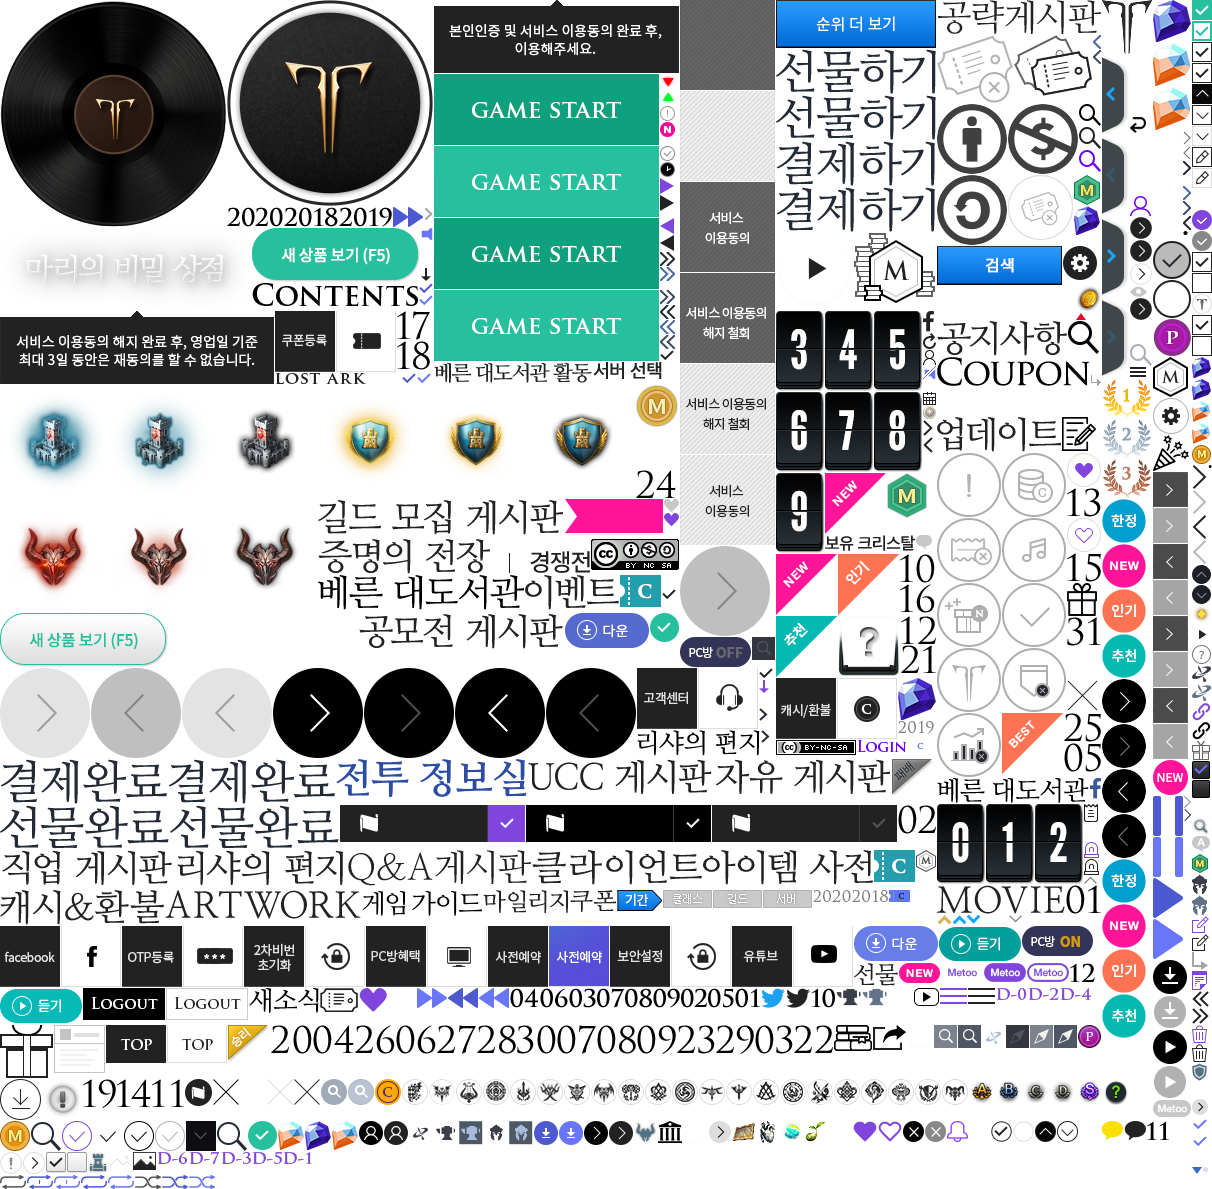 본인인증 및 서비스 이용동의 완료 후,
이용해주세요.
순위 더 보기
공략게시판
선물하기
선물하기
결제하기
결제하기
GAME START
GAME START
GAME START
GAME START
서비스
이용동의
서비스 이용동의
해지 철회
서비스 이용동의
해지 철회
서비스
이용동의
202020182019
새 상품 보기 (F5)
마리의 비밀 상점
CONTENTS
서비스 이용동의 해지 완료 후, 영업일 기준
최대 3일 동안은 재동의를 할 수 없습니다.
쿠폰등록
17
18
LOST ARK
베른 대도서관 활동
서버 선택
검색
공지사항
COUPON
업데이트
3 4 5
6 7 8
9
NEW
보유 크리스탈
24
길드 모집 게시판
증명의 전장
경쟁전
BY NC SA
베른 대도서관
이벤트
C
공모전 게시판
다운
새 상품 보기 (F5)
PC방 OFF
NEW
인기
추천
10
16
12
21
13
15
31
25
05
1
2
3
한정
NEW
인기
추천
고객센터
리샤의 편지
캐시/환불
C
2019
BY-NC-SA
LOGIN
BEST
베른 대도서관
결제완료결제완료
전투 정보실
UCC 게시판
자유 게시판
패배
선물완료선물완료
02
0 1 2
직업 게시판
리샤의 편지
Q&A게시판
클라이언트
아이템 사전
C
캐시&환불
ARTWORK
게임 가이드
마일리지
쿠폰
기간
클래스
길드
서버
20202018
MOVIE
01
NEW
한정
NEW
인기
추천
facebook
OTP등록
2차비번
초기화
PC방혜택
사전예약
사전예약
보안설정
유튜브
다운
듣기
PC방 ON
선물
NEW
Metoo
Metoo
Metoo
12
듣기
LOGOUT
LOGOUT
새소식
04060307080902050110
D-0D-2D-4
TOP
TOP
승리
2004260627283007080923290322
191411
11
Metoo
D-6D-7D-3D-5D-1